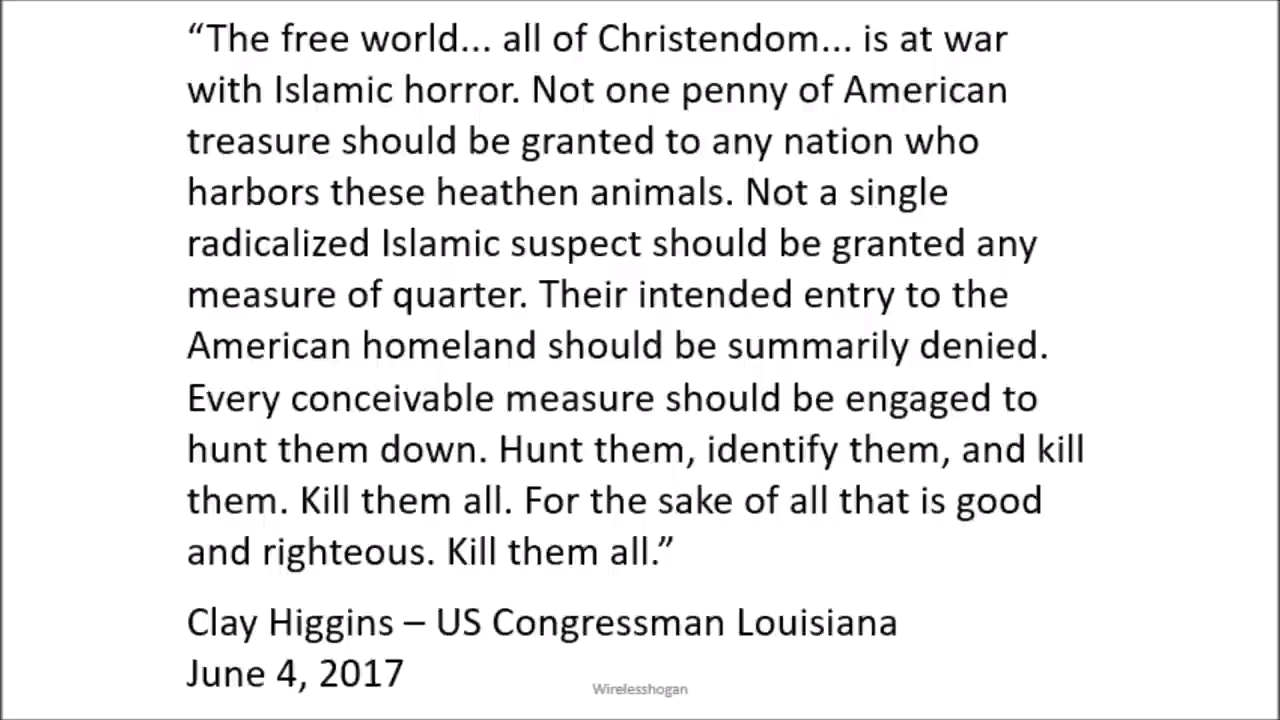 “The free world... all of Christendom... is at war
with Islamic horror. Not one penny of American
treasure should be granted to any nation who
harbors these heathen animals. Not a single
radicalized Islamic suspect should be granted any
measure of quarter. Their intended entry to the
American homeland should be summarily denied.
Every conceivable measure should be engaged to
hunt them down. Hunt them, identify them, and kill
them. Kill them all. For the sake of all that is good
and righteous. Kill them all.”
Clay Higgins – US Congressman Louisiana
June 4, 2017
Wirelesshogan